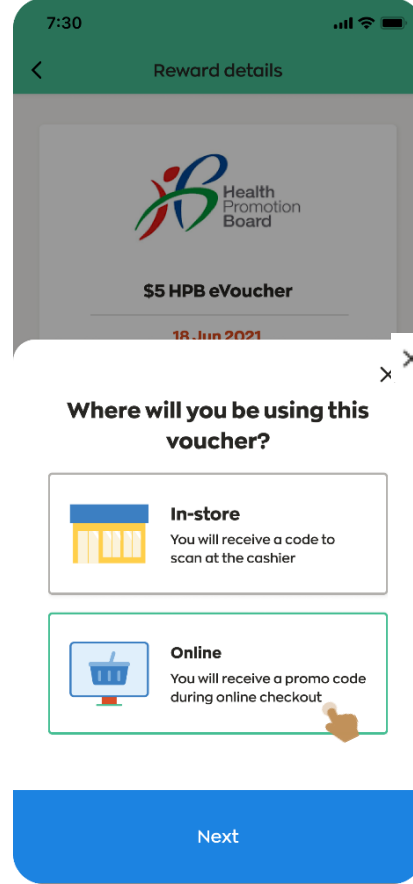 7:30
Reward details
Health
Promotion
Board
$5 HPB eVoucher
18 Jun 2021
Where will you be using this
voucher?
In-store
You will receive a code to
scan at the cashier
Online
You will receive a promo code
during online checkout
Next